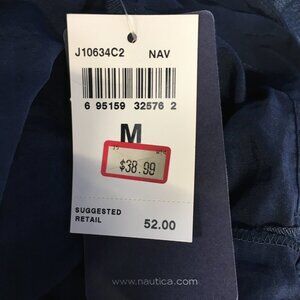 J10634C2 NAV
6 95159 32576 2
M
$38.99
SUGGESTED
RETAIL 52.00
www.nautica.com